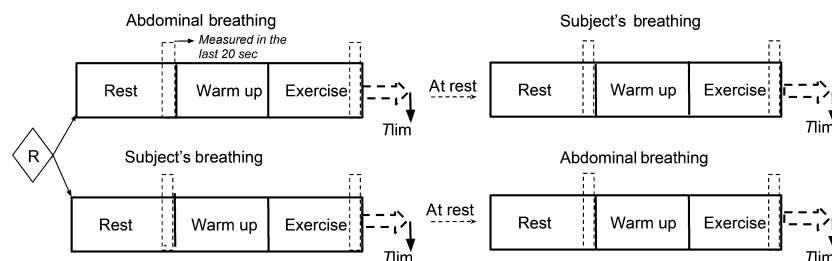 Abdominal breathing
Subject's breathing
Measured in the
last 20 sec
Rest
Warm up
Exercise
Tlim
At rest
Rest
Warm up
Exercise
Tlim
R
Subject's breathing
Abdominal breathing
Rest
Warm up
Exercise
Tlim
At rest
Rest
Warm up
Exercise
Tlim